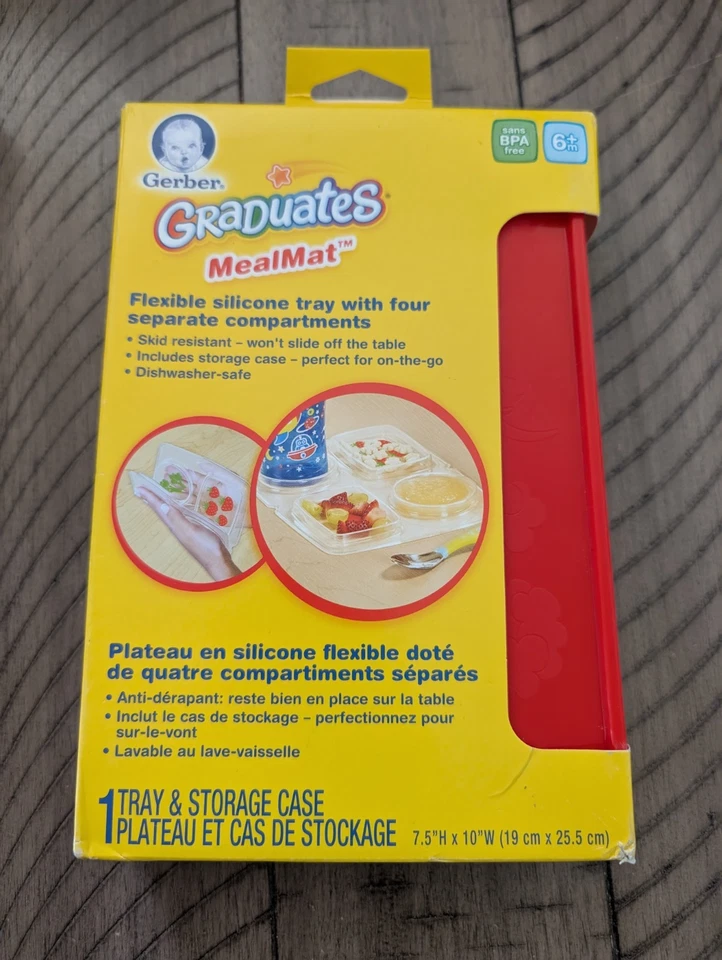 Gerber®
sans
BPA
free
6+
m
Graduates®
MealMat™
Flexible silicone tray with four
separate compartments
• Skid resistant – won't slide off the table
• Includes storage case – perfect for on-the-go
• Dishwasher-safe
Plateau en silicone flexible doté
de quatre compartiments séparés
• Anti-dérapant: reste bien en place sur la table
• Inclut le cas de stockage – perfectionnez pour
sur-le-vont
• Lavable au lave-vaisselle
1 TRAY & STORAGE CASE
PLATEAU ET CAS DE STOCKAGE
7.5"H x 10"W (19 cm x 25.5 cm)